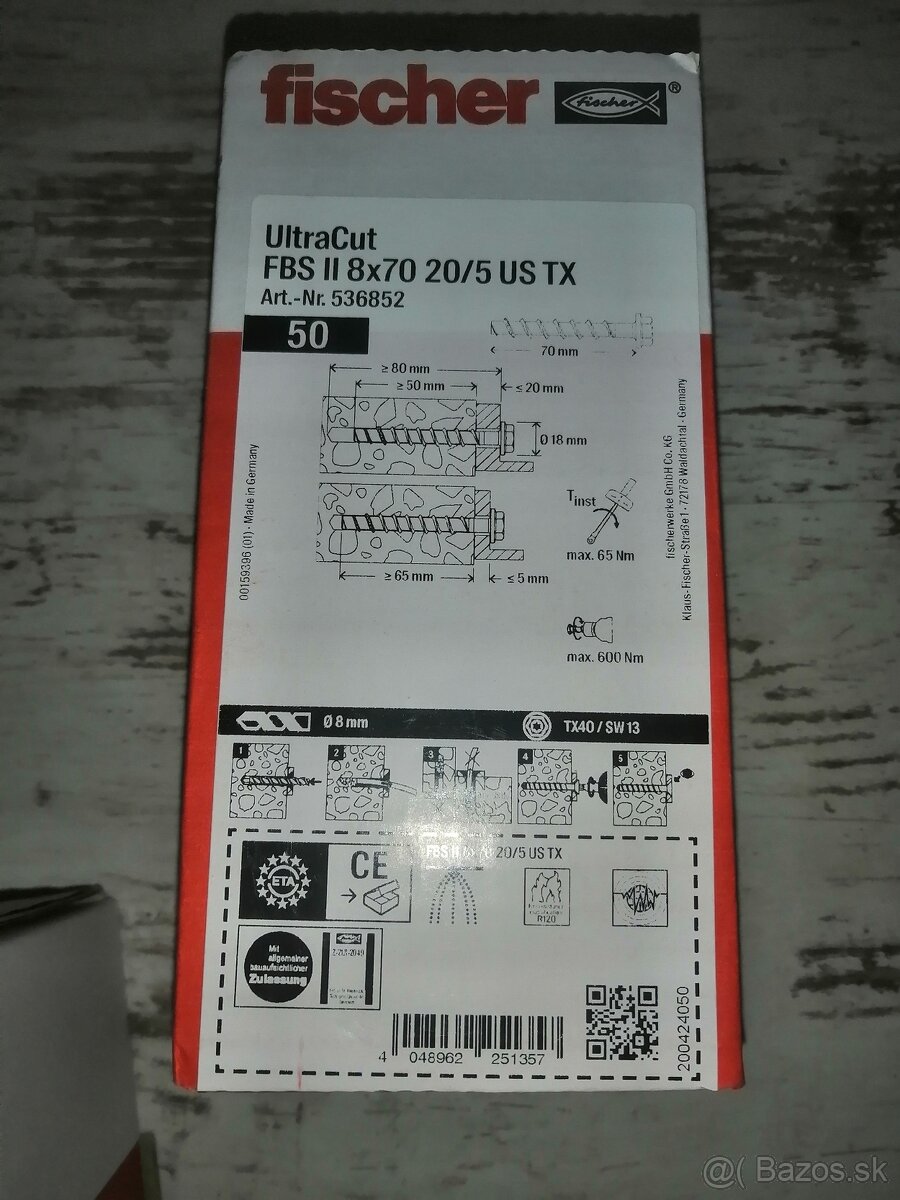 fischer
fischer ®
UltraCut
FBS II 8x70 20/5 US TX
Art.-Nr. 536852
50
70 mm
≥ 80 mm
≥ 50 mm
≤ 20 mm
Ø 18 mm
Tinst
max. 65 Nm
≥ 65 mm
≤ 5 mm
max. 600 Nm
00159396 (01) · Made in Germany
fischerwerke GmbH Co. KG
Klaus-Fischer-Straße 1 · 72178 Waldachtal · Germany
Ø 8 mm
TX40 / SW 13
1
2
3
4
5
ETA
CE
FBS II 20/5 US TX
R120
Mit
allgemeiner
bauaufsichtlicher
Zulassung
4 048962 251357
200424050
@( Bazos.sk